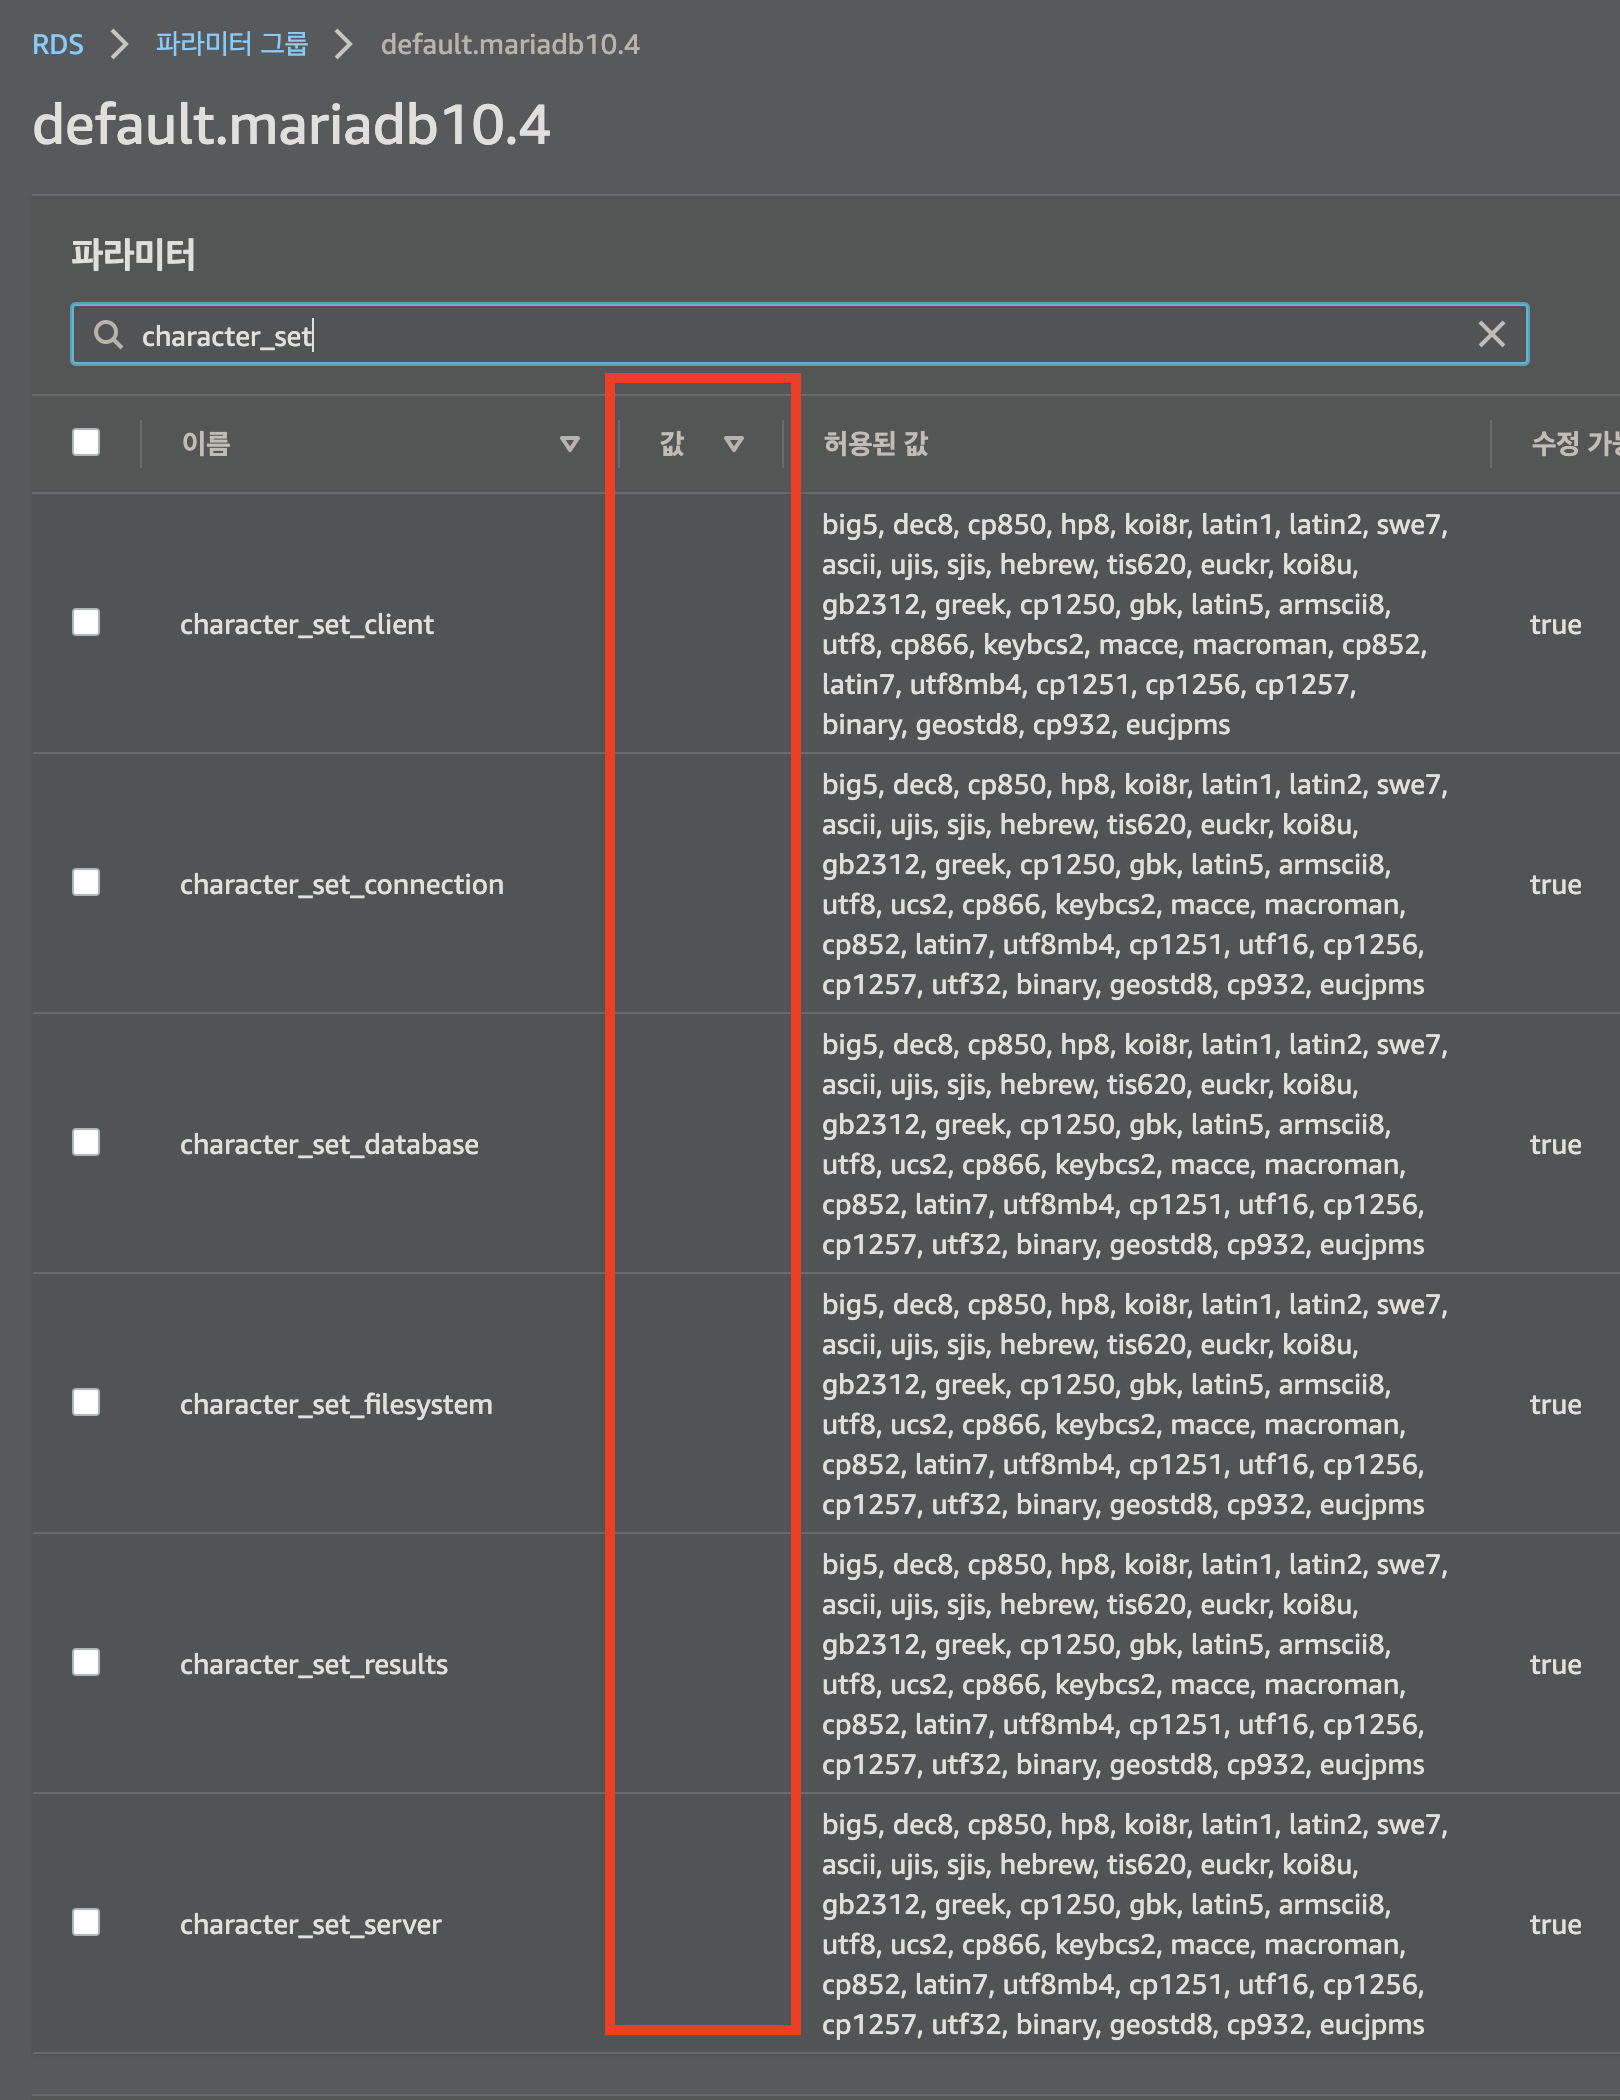 RDS > 파라미터 그룹 > default.mariadb10.4
default.mariadb10.4
파라미터
character_set
이름 값 허용된 값 수정 가능
big5, dec8, cp850, hp8, koi8r, latin1, latin2, swe7,
ascii, ujis, sjis, hebrew, tis620, euckr, koi8u,
gb2312, greek, cp1250, gbk, latin5, armscii8,
character_set_client true
utf8, cp866, keybcs2, macce, macroman, cp852,
latin7, utf8mb4, cp1251, cp1256, cp1257,
binary, geostd8, cp932, eucjpms
big5, dec8, cp850, hp8, koi8r, latin1, latin2, swe7,
ascii, ujis, sjis, hebrew, tis620, euckr, koi8u,
gb2312, greek, cp1250, gbk, latin5, armscii8,
character_set_connection true
utf8, ucs2, cp866, keybcs2, macce, macroman,
cp852, latin7, utf8mb4, cp1251, utf16, cp1256,
cp1257, utf32, binary, geostd8, cp932, eucjpms
big5, dec8, cp850, hp8, koi8r, latin1, latin2, swe7,
ascii, ujis, sjis, hebrew, tis620, euckr, koi8u,
gb2312, greek, cp1250, gbk, latin5, armscii8,
character_set_database true
utf8, ucs2, cp866, keybcs2, macce, macroman,
cp852, latin7, utf8mb4, cp1251, utf16, cp1256,
cp1257, utf32, binary, geostd8, cp932, eucjpms
big5, dec8, cp850, hp8, koi8r, latin1, latin2, swe7,
ascii, ujis, sjis, hebrew, tis620, euckr, koi8u,
gb2312, greek, cp1250, gbk, latin5, armscii8,
character_set_filesystem true
utf8, ucs2, cp866, keybcs2, macce, macroman,
cp852, latin7, utf8mb4, cp1251, utf16, cp1256,
cp1257, utf32, binary, geostd8, cp932, eucjpms
big5, dec8, cp850, hp8, koi8r, latin1, latin2, swe7,
ascii, ujis, sjis, hebrew, tis620, euckr, koi8u,
gb2312, greek, cp1250, gbk, latin5, armscii8,
character_set_results true
utf8, ucs2, cp866, keybcs2, macce, macroman,
cp852, latin7, utf8mb4, cp1251, utf16, cp1256,
cp1257, utf32, binary, geostd8, cp932, eucjpms
big5, dec8, cp850, hp8, koi8r, latin1, latin2, swe7,
ascii, ujis, sjis, hebrew, tis620, euckr, koi8u,
gb2312, greek, cp1250, gbk, latin5, armscii8,
character_set_server true
utf8, ucs2, cp866, keybcs2, macce, macroman,
cp852, latin7, utf8mb4, cp1251, utf16, cp1256,
cp1257, utf32, binary, geostd8, cp932, eucjpms